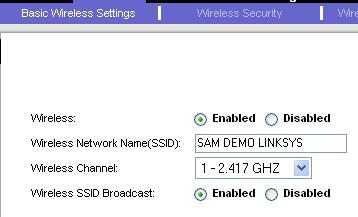 Basic Wireless Settings Wireless Security
Wireless: Enabled Disabled
Wireless Network Name(SSID): SAM DEMO LINKSYS
Wireless Channel: 1 - 2.417 GHZ
Wireless SSID Broadcast: Enabled Disabled